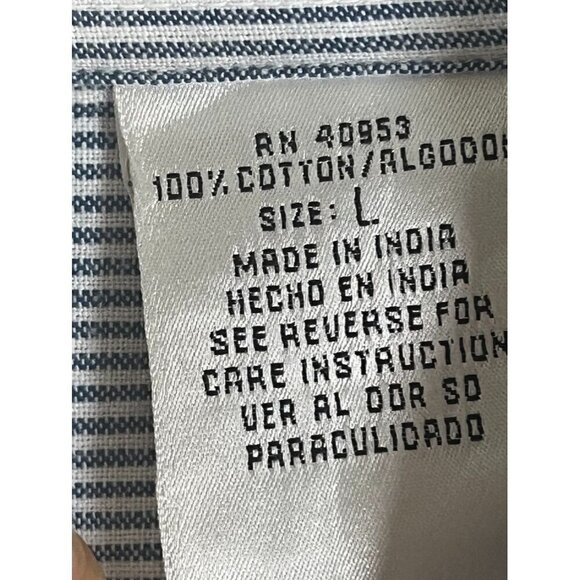 RN 40953
100% COTTON/ALGODON
SIZE: L
MADE IN INDIA
HECHO EN INDIA
SEE REVERSE FOR
CARE INSTRUCTION
VER AL DOR SO
PARACULIDADO